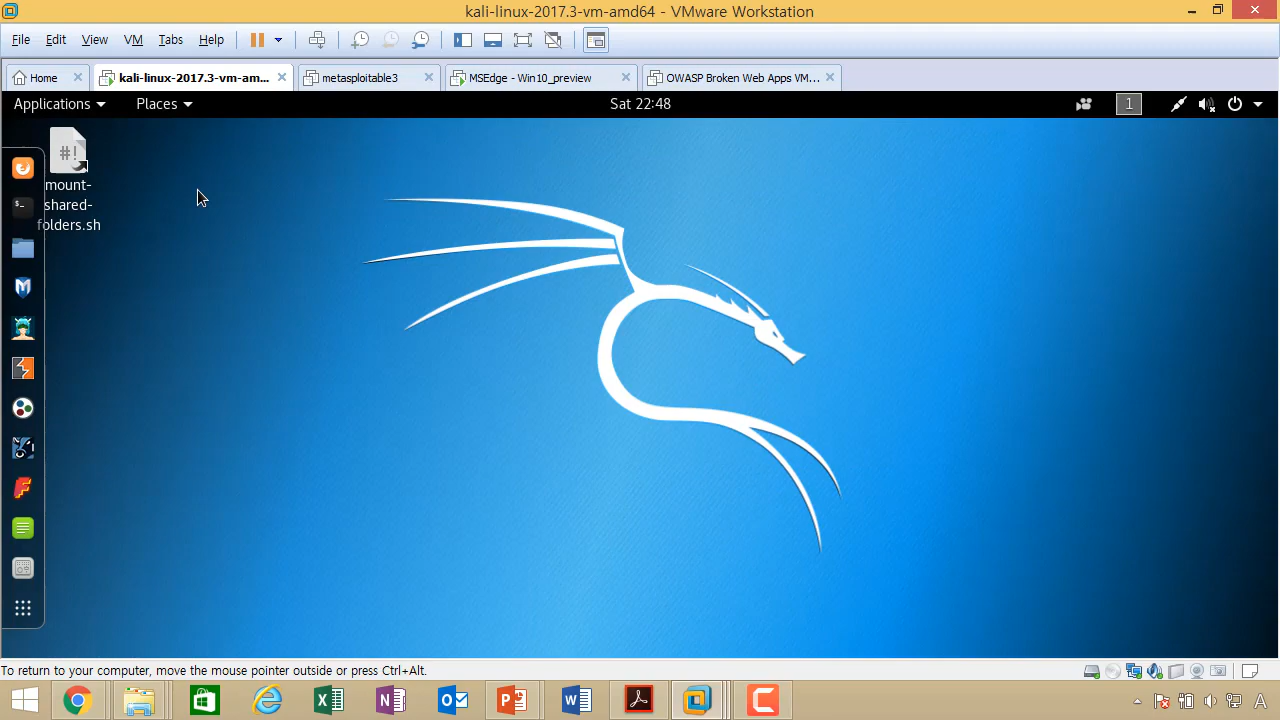 kali-linux-2017.3-vm-amd64 - VMware Workstation
File Edit View VM Tabs Help
Home kali-linux-2017.3-vm-am... metasploitable3 MSEdge - Win10_preview OWASP Broken Web Apps VM...
Applications Places Sat 22:48 1
#!
mount-
shared-
folders.sh
To return to your computer, move the mouse pointer outside or press Ctrl+Alt.